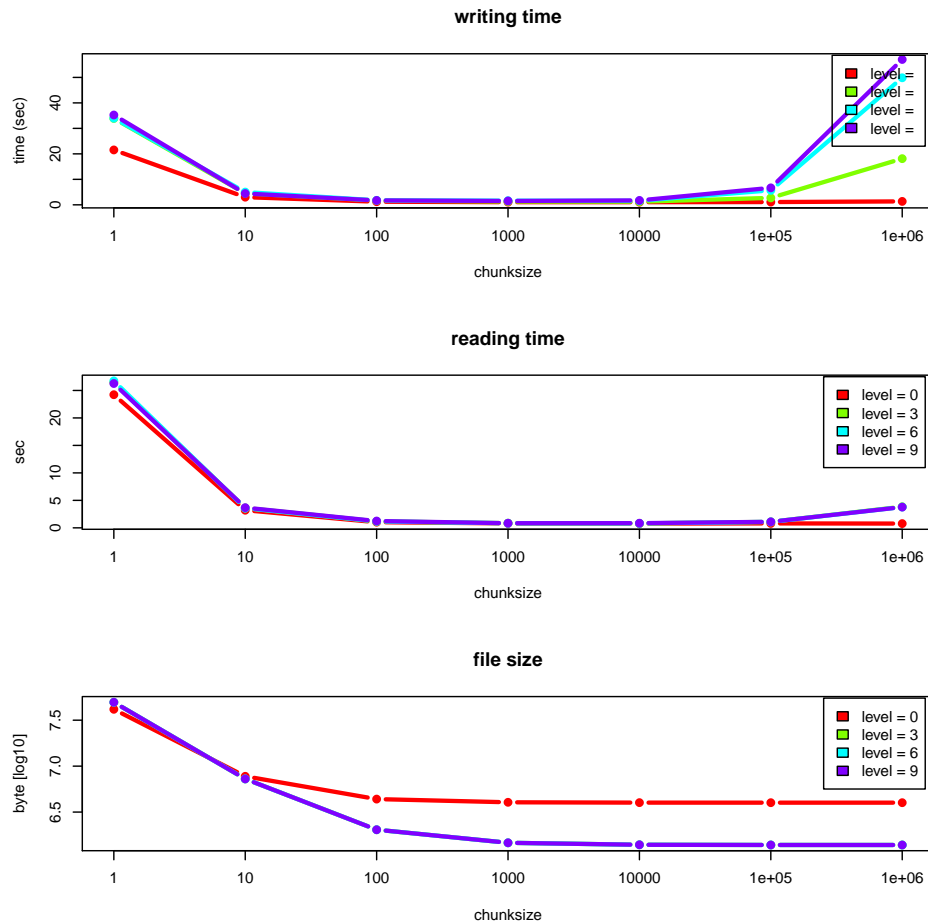 writing time
time (sec)
0
20
40
level =
level =
level =
level =
1
10
100
1000
10000
1e+05
1e+06
chunksize
reading time
sec
0
5
10
20
level = 0
level = 3
level = 6
level = 9
1
10
100
1000
10000
1e+05
1e+06
chunksize
file size
byte [log10]
6.5
7.0
7.5
level = 0
level = 3
level = 6
level = 9
1
10
100
1000
10000
1e+05
1e+06
chunksize